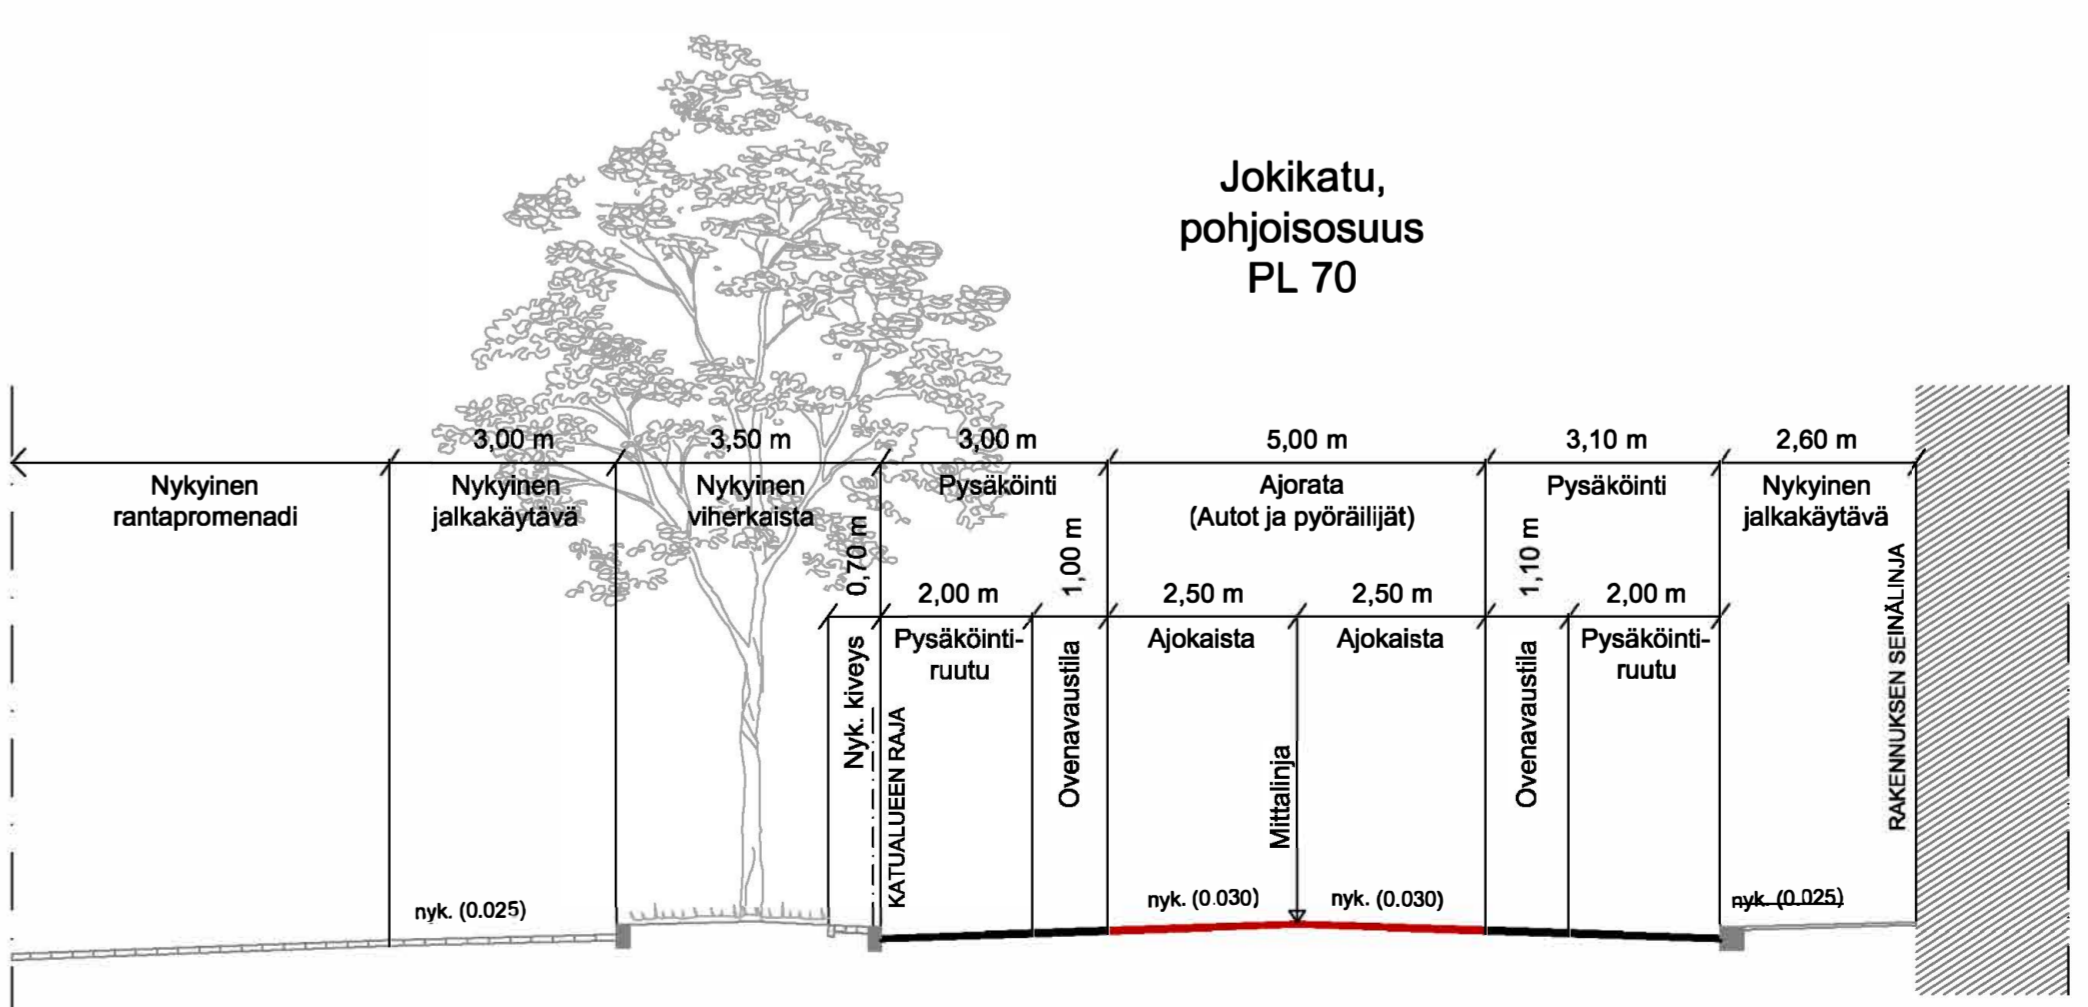 Jokikatu,
pohjoisosuus
PL 70
3,00 m
3,50 m
3,00 m
5,00 m
3,10 m
2,60 m
Nykyinen
rantapromenadi
Nykyinen
jalkakäytävä
Nykyinen
viherkaista
Pysäköinti
Ajorata
(Autot ja pyöräilijät)
Pysäköinti
Nykyinen
jalkakäytävä
0,70 m
2,00 m
1,00 m
2,50 m
2,50 m
1,10 m
2,00 m
Nyk. kiveys
KATUALUEEN RAJA
Pysäköinti-
ruutu
Ovenavaustila
Ajokaista
Mittalinja
Ajokaista
Ovenavaustila
Pysäköinti-
ruutu
RAKENNUKSEN SEINÄLINJA
nyk. (0.025)
nyk. (0.030)
nyk. (0.030)
nyk. (0.025)